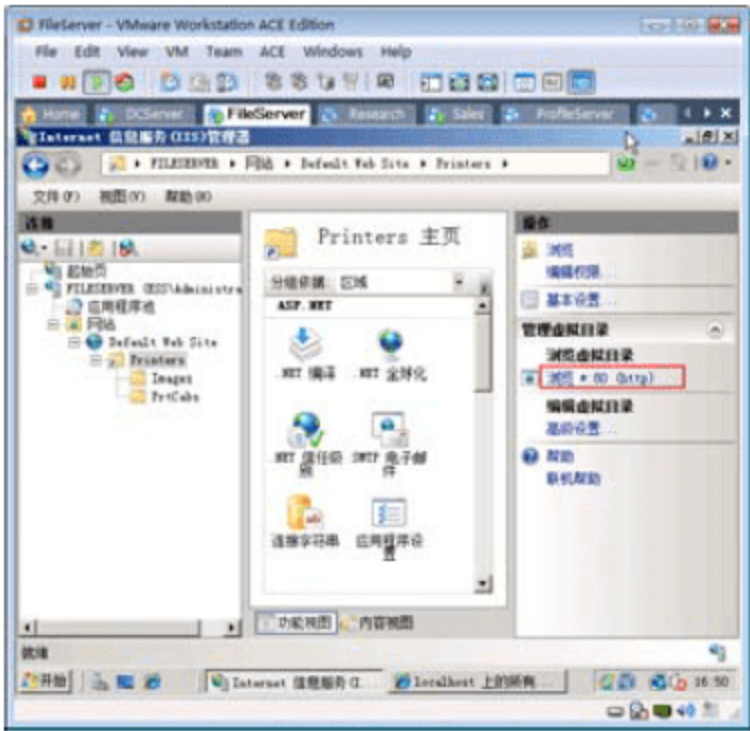 FileServer - VMware Workstation ACE Edition
File Edit View VM Team ACE Windows Help
Home DCServer FileServer Research Sales ProfileServer
Internet 信息服务(IIS)管理器
FILESERVER 网站 Default Web Site Printers
文件(F) 视图(V) 帮助(H)
连接
起始页
FILESERVER (ESS\Administra
应用程序池
网站
Default Web Site
Printers
Images
PrtCabs
Printers 主页
分组依据: 区域
ASP.NET
.NET 编译 .NET 全球化
.NET 信任级别 SMTP 电子邮件
连接字符串 应用程序设置
功能视图 内容视图
操作
浏览
编辑权限...
基本设置...
管理虚拟目录
浏览虚拟目录
浏览 *:80 (http)
编辑虚拟目录
高级设置...
帮助
联机帮助
就绪
开始 Internet 信息服务(I... localhost 上的所有... 16:50